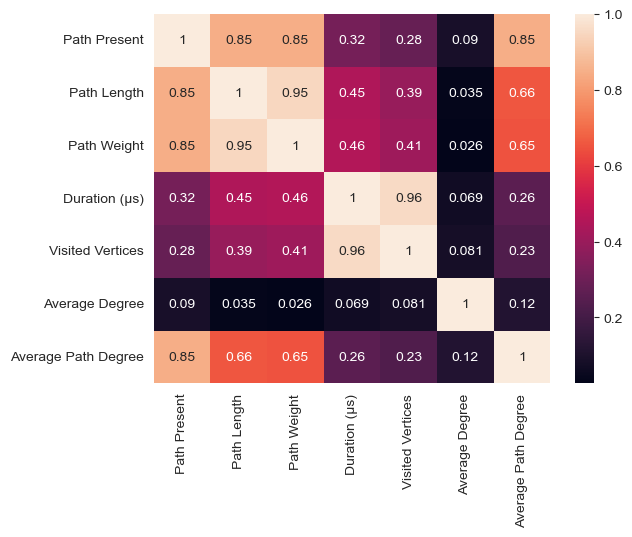 Path Present 1 0.85 0.85 0.32 0.28 0.09 0.85
Path Length 0.85 1 0.95 0.45 0.39 0.035 0.66
Path Weight 0.85 0.95 1 0.46 0.41 0.026 0.65
Duration (µs) 0.32 0.45 0.46 1 0.96 0.069 0.26
Visited Vertices 0.28 0.39 0.41 0.96 1 0.081 0.23
Average Degree 0.09 0.035 0.026 0.069 0.081 1 0.12
Average Path Degree 0.85 0.66 0.65 0.26 0.23 0.12 1
Path Present
Path Length
Path Weight
Duration (µs)
Visited Vertices
Average Degree
Average Path Degree
1.0
0.8
0.6
0.4
0.2